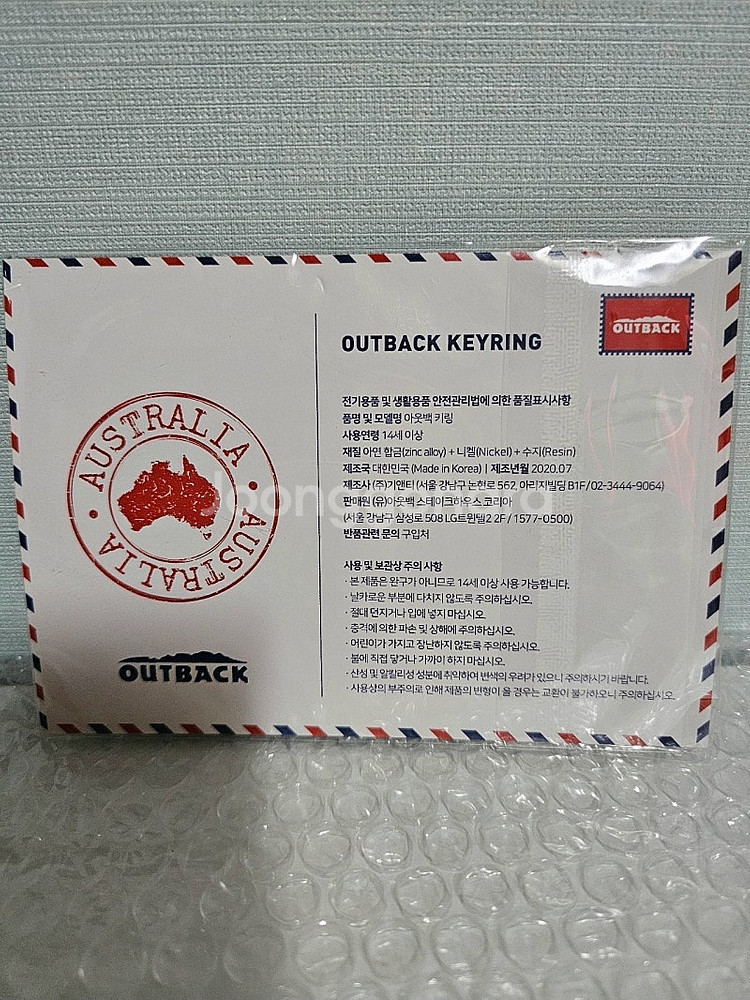 OUTBACK KEYRING
OUTBACK
전기용품 및 생활용품 안전관리법에 의한 품질표시사항
품명 및 모델명 아웃백 키링
사용연령 14세 이상
재질 아연 합금(zinc alloy) + 니켈(Nickel) + 수지(Resin)
제조국 대한민국 (Made in Korea) | 제조년월 2020.07
제조사 (주)기앤티 (서울 강남구 논현로 562, 아리지빌딩 B1F/02-3444-9064)
판매원 (유)아웃백 스테이크하우스 코리아
(서울 강남구 삼성로 508 LG트윈텔2 2F / 1577-0500)
반품관련 문의 구입처
사용 및 보관상 주의 사항
· 본 제품은 완구가 아니므로 14세 이상 사용 가능합니다.
· 날카로운 부분에 다치지 않도록 주의하십시오.
· 절대 던지거나 입에 넣지 마십시오.
· 충격에 의한 파손 및 상해에 주의하십시오.
· 어린이가 가지고 장난하지 않도록 주의하십시오.
· 불에 직접 닿거나 가까이 하지 마십시오.
· 산성 및 알칼리성 성분에 취약하여 변색의 우려가 있으니 주의하시기 바랍니다.
· 사용상의 부주의로 인해 제품의 변형이 올 경우는 교환이 불가하오니 주의하십시오.
AUSTRALIA
AUSTRALIA
OUTBACK